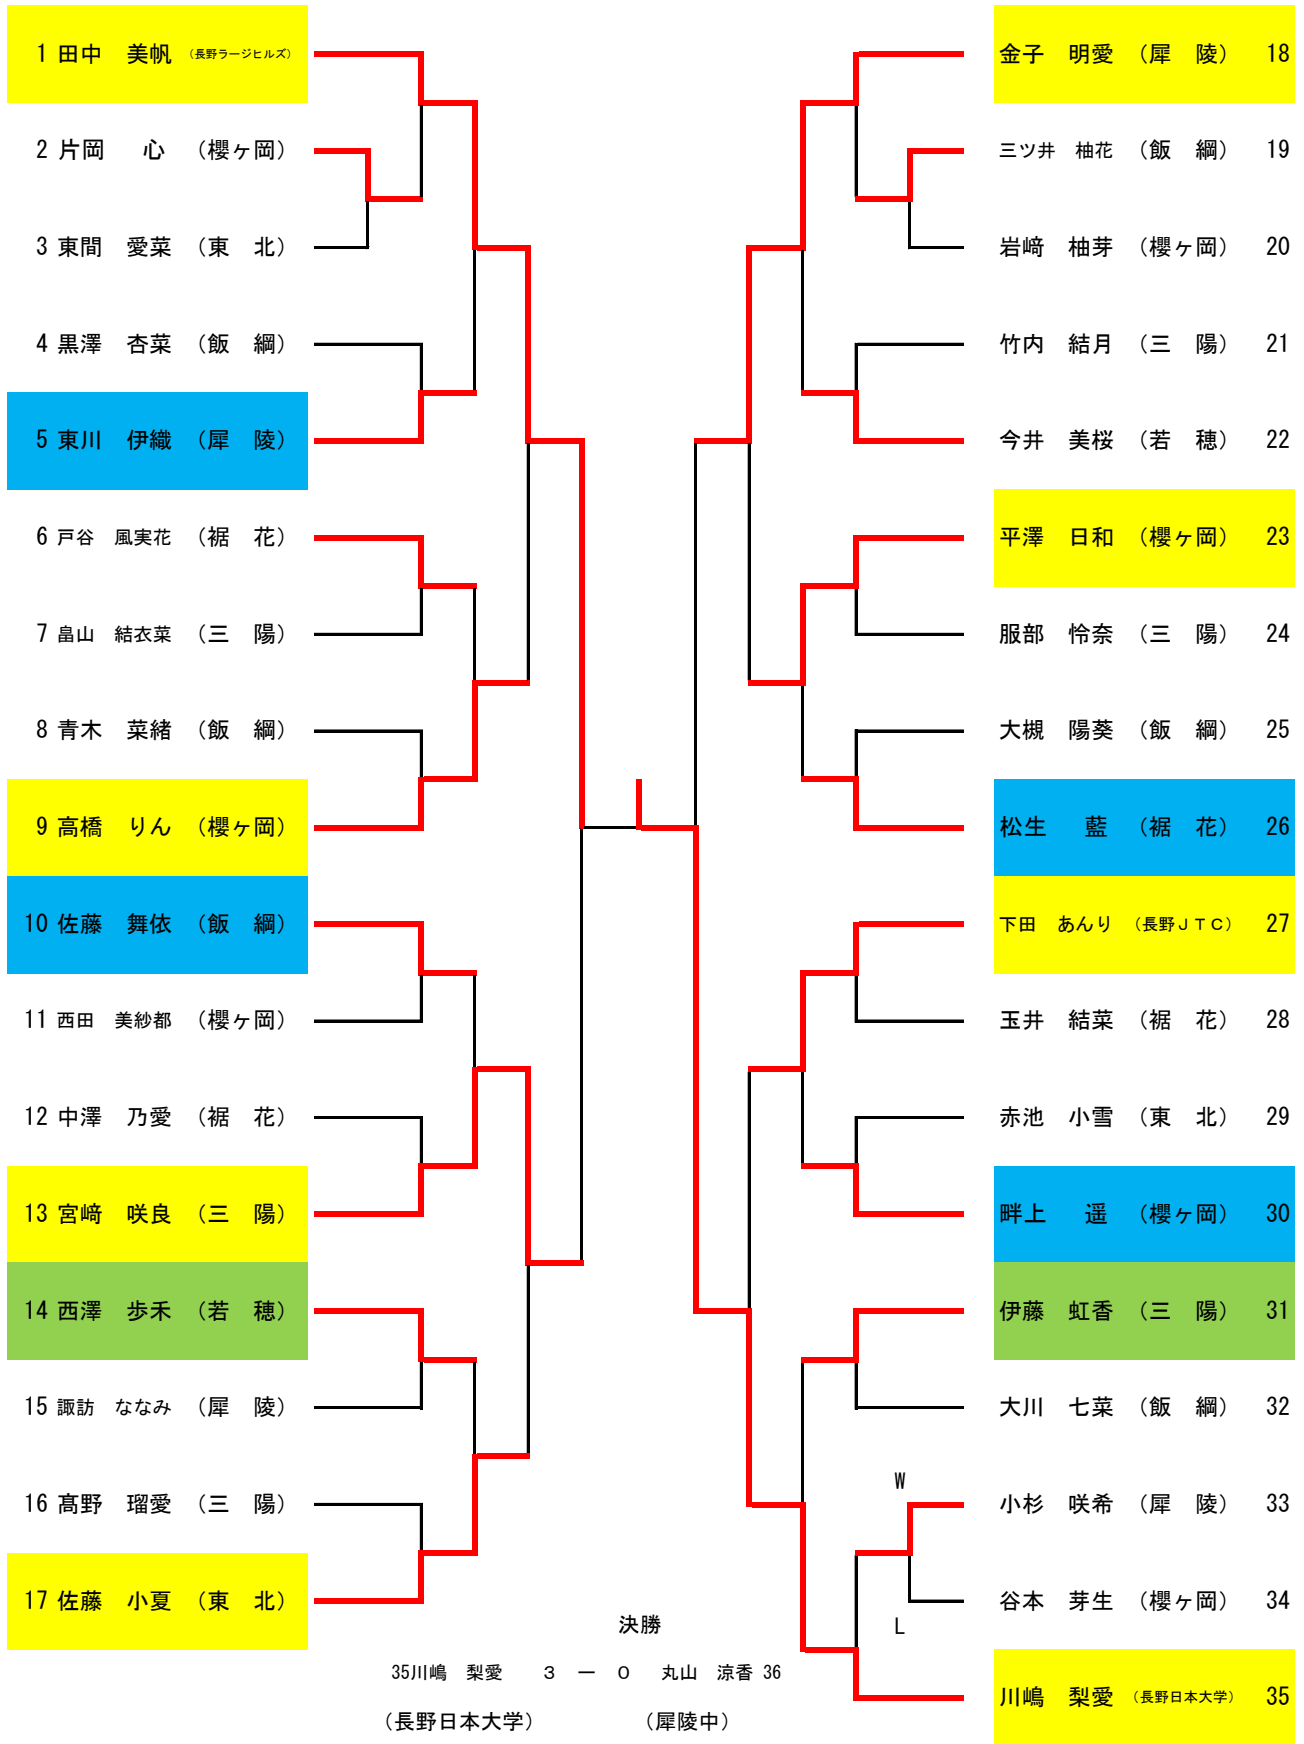 1 田中 美帆 （長野ラージヒルズ）
2 片岡 心 （櫻ヶ岡）
3 東間 愛菜 （東 北）
4 黒澤 杏菜 （飯 綱）
5 東川 伊織 （犀 陵）
6 戸谷 風実花 （裾 花）
7 畠山 結衣菜 （三 陽）
8 青木 菜緒 （飯 綱）
9 高橋 りん （櫻ヶ岡）
10 佐藤 舞依 （飯 綱）
11 西田 美紗都 （櫻ヶ岡）
12 中澤 乃愛 （裾 花）
13 宮﨑 咲良 （三 陽）
14 西澤 歩禾 （若 穂）
15 諏訪 ななみ （犀 陵）
16 髙野 瑠愛 （三 陽）
17 佐藤 小夏 （東 北）
金子 明愛 （犀 陵） 18
三ツ井 柚花 （飯 綱） 19
岩﨑 柚芽 （櫻ヶ岡） 20
竹内 結月 （三 陽） 21
今井 美桜 （若 穂） 22
平澤 日和 （櫻ヶ岡） 23
服部 怜奈 （三 陽） 24
大槻 陽葵 （飯 綱） 25
松生 藍 （裾 花） 26
下田 あんり （長野ＪＴＣ） 27
玉井 結菜 （裾 花） 28
赤池 小雪 （東 北） 29
畔上 遥 （櫻ヶ岡） 30
伊藤 虹香 （三 陽） 31
大川 七菜 （飯 綱） 32
W
小杉 咲希 （犀 陵） 33
谷本 芽生 （櫻ヶ岡） 34
L
川嶋 梨愛 （長野日本大学） 35
決勝
35川嶋 梨愛 ３ ー ０ 丸山 涼香 36
（長野日本大学） （犀陵中）